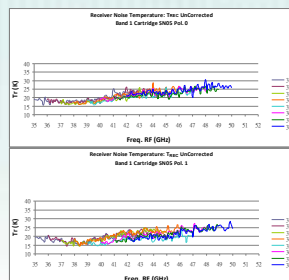 Receiver Noise Temperature: Tʀᴇᴄ UnCorrected
Band 1 Cartridge SN05 Pol. 0
Tr (K)
40
35
30
25
20
15
10
35 36 37 38 39 40 41 42 43 44 45 46 47 48 49 50 51 52
Freq. RF (GHz)
Receiver Noise Temperature: Tʀᴇᴄ UnCorrected
Band 1 Cartridge SN05 Pol. 1
Tr (K)
40
35
30
25
20
15
10
35 36 37 38 39 40 41 42 43 44 45 46 47 48 49 50 51 52
Freq. RF (GHz)